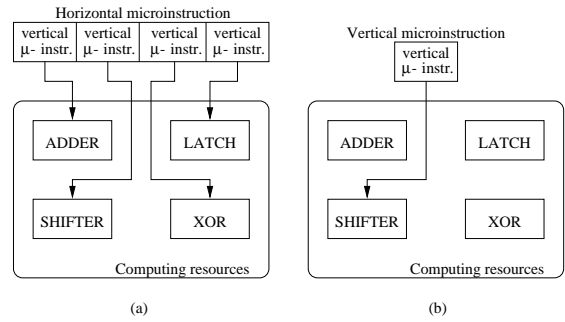 Horizontal microinstruction
vertical vertical vertical vertical
μ- instr. μ- instr. μ- instr. μ- instr.
ADDER LATCH
SHIFTER XOR
Computing resources
(a)
Vertical microinstruction
vertical
μ- instr.
ADDER LATCH
SHIFTER XOR
Computing resources
(b)